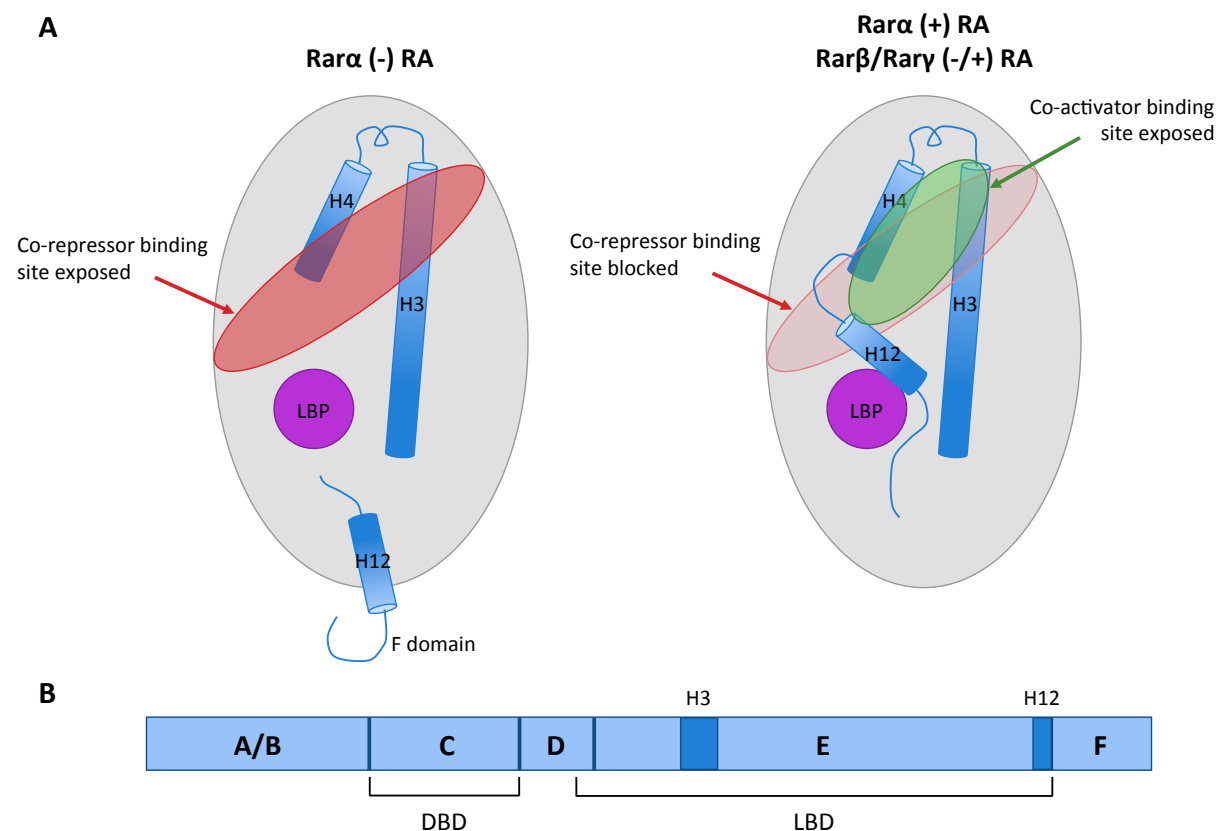 A
Rarα (-) RA
Rarα (+) RA
Rarβ/Rarγ (-/+) RA
Co-activator binding
site exposed
H4
H3
Co-repressor binding
site exposed
LBP
H12
F domain
H4
H3
Co-repressor binding
site blocked
H12
LBP
B
H3
H12
A/B
C
D
E
F
DBD
LBD